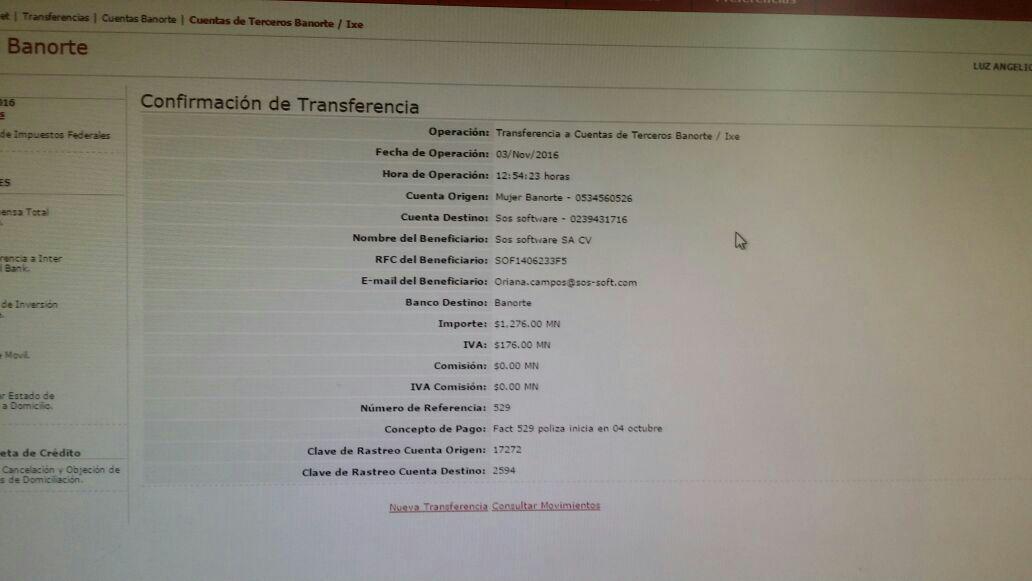 et | Transferencias | Cuentas Banorte | Cuentas de Terceros Banorte / Ixe
Banorte
LUZ ANGELIC
016
s
de Impuestos Federales
ES
ensa Total
rencia a Inter
l Bank.
de Inversión
e Movil.
r Estado de
a Domicilio.
eta de Crédito
Cancelación y Objeción de
s de Domiciliación.
Confirmación de Transferencia
Operación: Transferencia a Cuentas de Terceros Banorte / Ixe
Fecha de Operación: 03/Nov/2016
Hora de Operación: 12:54:23 horas
Cuenta Origen: Mujer Banorte - 0534560526
Cuenta Destino: Sos software - 0239431716
Nombre del Beneficiario: Sos software SA CV
RFC del Beneficiario: SOF1406233F5
E-mail del Beneficiario: Oriana.campos@sos-soft.com
Banco Destino: Banorte
Importe: $1,276.00 MN
IVA: $176.00 MN
Comisión: $0.00 MN
IVA Comisión: $0.00 MN
Número de Referencia: 529
Concepto de Pago: Fact 529 poliza inicia en 04 octubre
Clave de Rastreo Cuenta Origen: 17272
Clave de Rastreo Cuenta Destino: 2594
Nueva Transferencia Consultar Movimientos